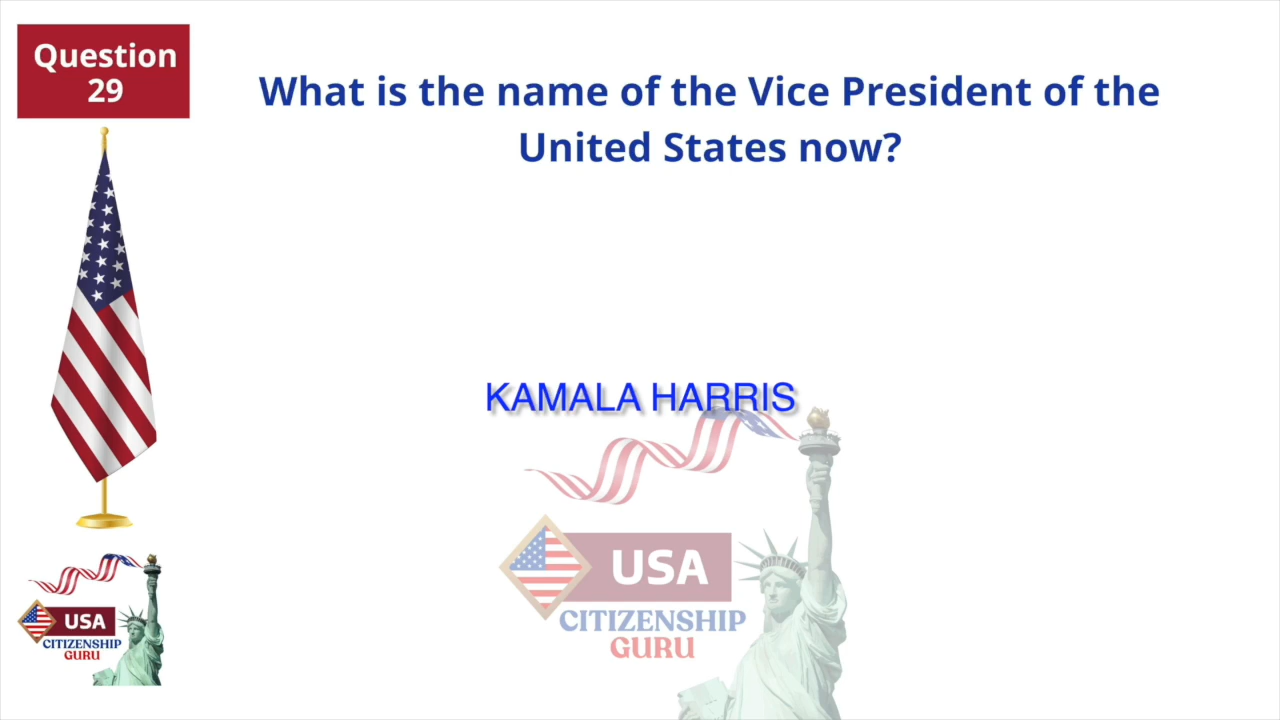 Question
29
What is the name of the Vice President of the
United States now?
KAMALA HARRIS
USA
CITIZENSHIP
GURU
USA
CITIZENSHIP
GURU